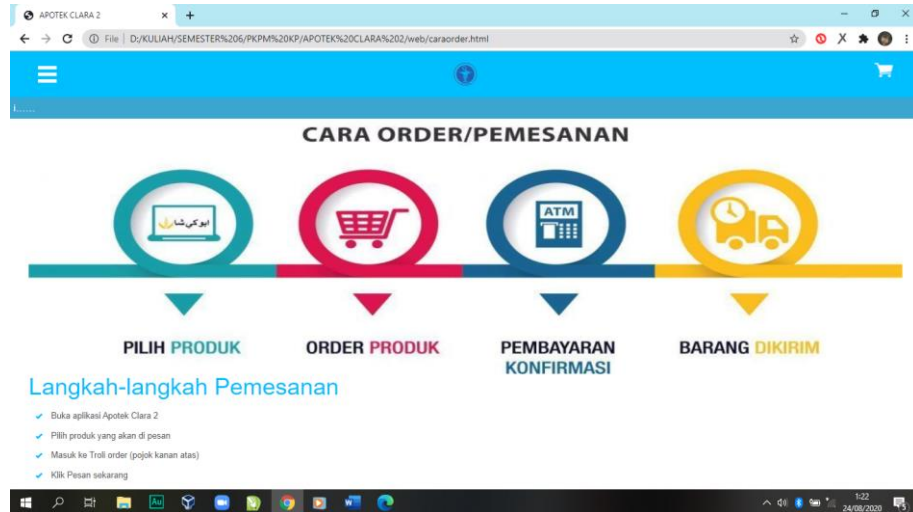 APOTEK CLARA 2
File | D:/KULIAH/SEMESTER%206/PKPM%20KP/APOTEK%20CLARA%202/web/caraorder.html
i......
CARA ORDER/PEMESANAN
ATM
PILIH PRODUK
ORDER PRODUK
PEMBAYARAN
KONFIRMASI
BARANG DIKIRIM
Langkah-langkah Pemesanan
Buka aplikasi Apotek Clara 2
Pilih produk yang akan di pesan
Masuk ke Troli order (pojok kanan atas)
Klik Pesan sekarang
Au
1:22
24/08/2020